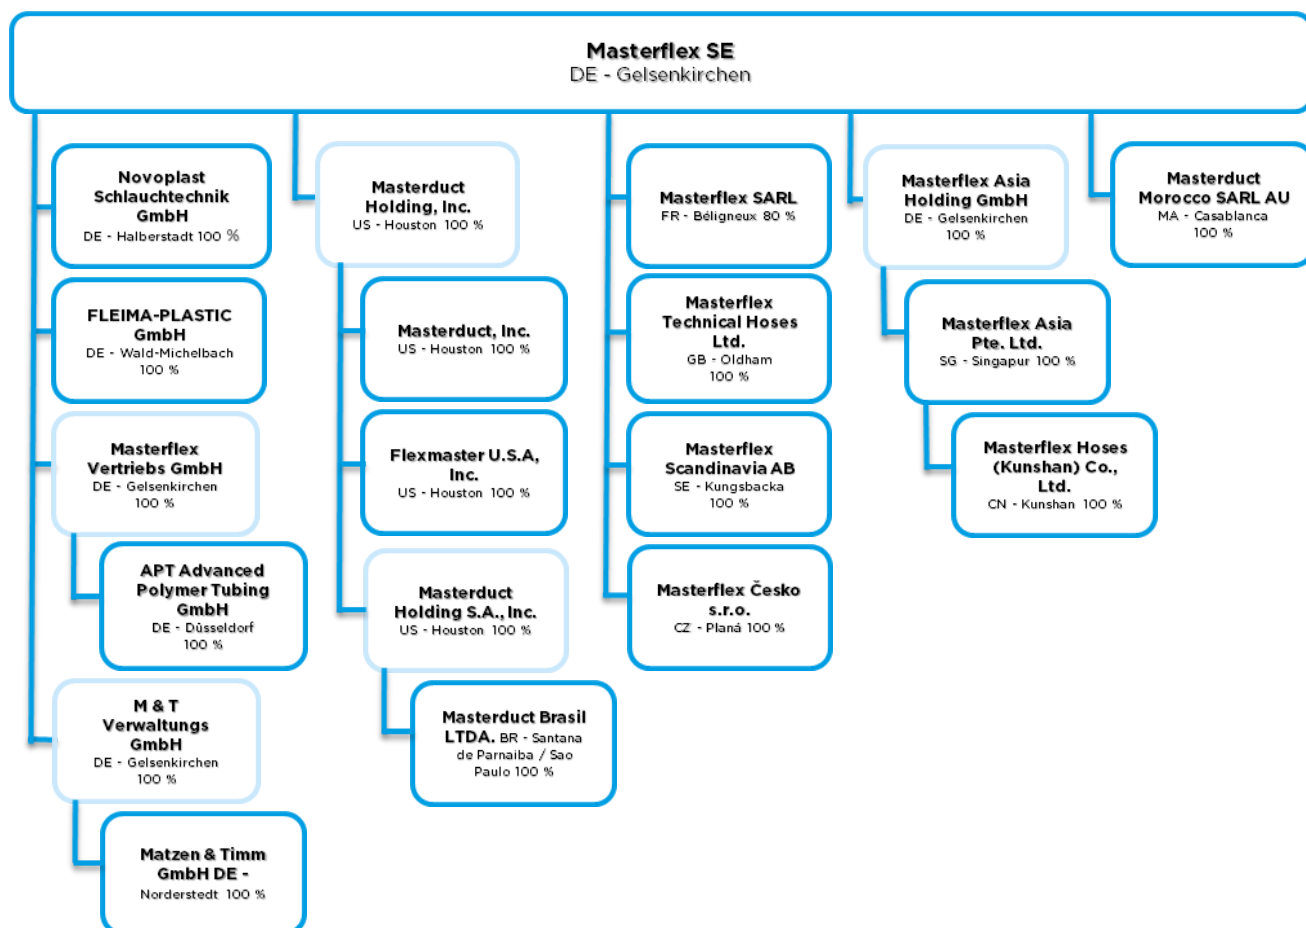 Masterflex SE
DE - Gelsenkirchen
Novoplast
Schlauchtechnik
GmbH
DE - Halberstadt 100 %
FLEIMA-PLASTIC
GmbH
DE - Wald-Michelbach
100 %
Masterflex
Vertriebs GmbH
DE - Gelsenkirchen
100 %
APT Advanced
Polymer Tubing
GmbH
DE - Düsseldorf
100 %
M & T
Verwaltungs
GmbH
DE - Gelsenkirchen
100 %
Matzen & Timm
GmbH DE -
Norderstedt 100 %
Masterduct
Holding, Inc.
US - Houston 100 %
Masterduct, Inc.
US - Houston 100 %
Flexmaster U.S.A,
Inc.
US - Houston 100 %
Masterduct
Holding S.A., Inc.
US - Houston 100 %
Masterduct Brasil
LTDA. BR - Santana
de Parnaiba / Sao
Paulo 100 %
Masterflex SARL
FR - Béligneux 80 %
Masterflex
Technical Hoses
Ltd.
GB - Oldham
100 %
Masterflex
Scandinavia AB
SE - Kungsbacka
100 %
Masterflex Česko
s.r.o.
CZ - Planá 100 %
Masterflex Asia
Holding GmbH
DE - Gelsenkirchen
100 %
Masterflex Asia
Pte. Ltd.
SG - Singapur 100 %
Masterflex Hoses
(Kunshan) Co.,
Ltd.
CN - Kunshan 100 %
Masterduct
Morocco SARL AU
MA - Casablanca
100 %